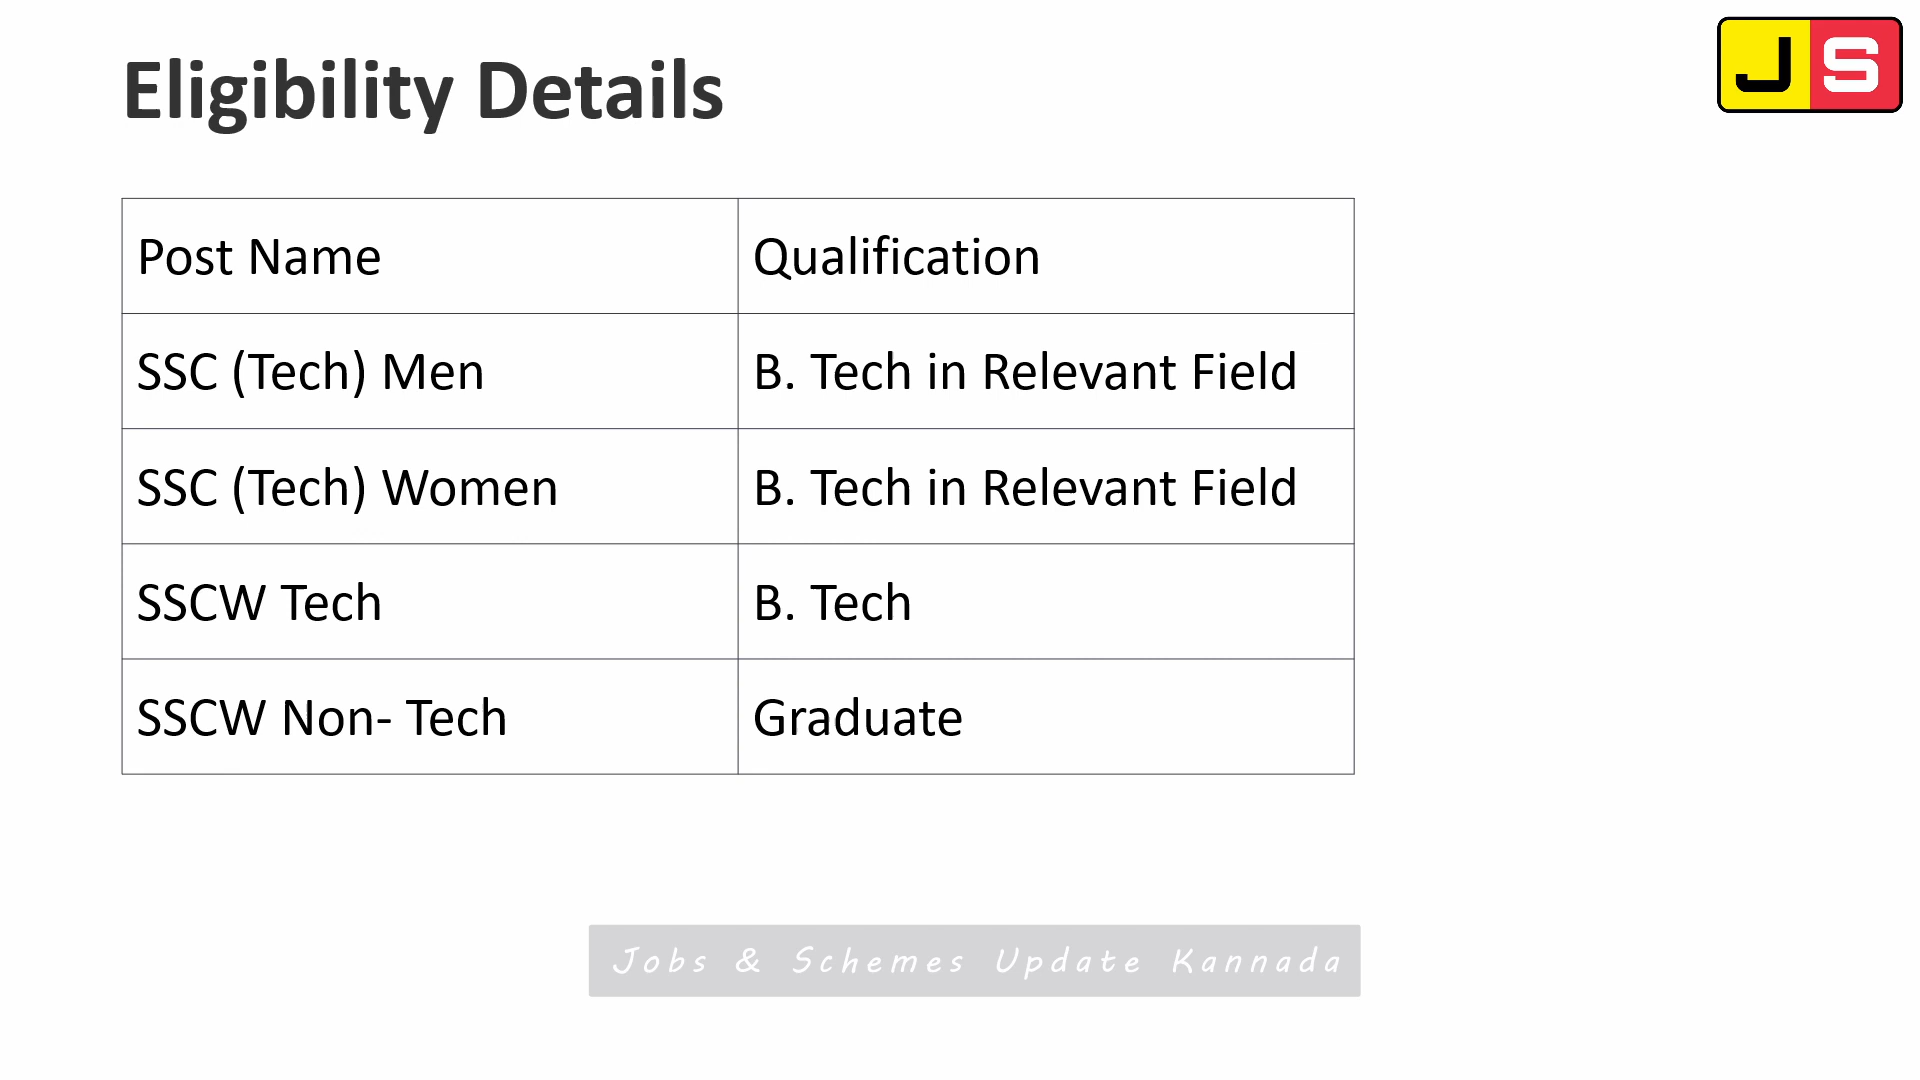 Eligibility Details
JS
Post Name Qualification
SSC (Tech) Men B. Tech in Relevant Field
SSC (Tech) Women B. Tech in Relevant Field
SSCW Tech B. Tech
SSCW Non- Tech Graduate
Jobs & Schemes Update Kannada